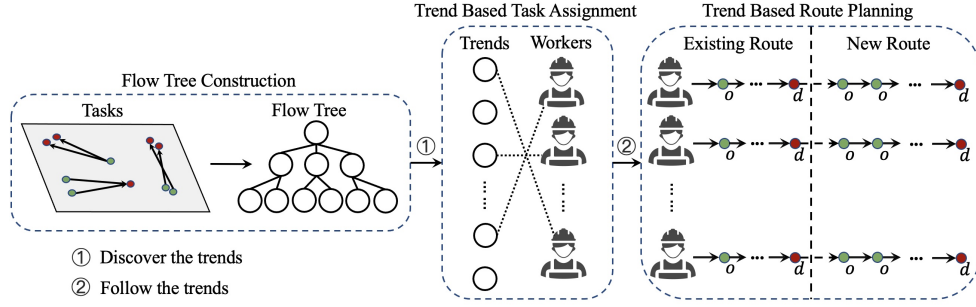 Flow Tree Construction
Tasks
Flow Tree
①
① Discover the trends
② Follow the trends
Trend Based Task Assignment
Trends
Workers
②
Trend Based Route Planning
Existing Route
New Route
o ... d o o ... d
o ... d o o ... d
o ... d o o ... d